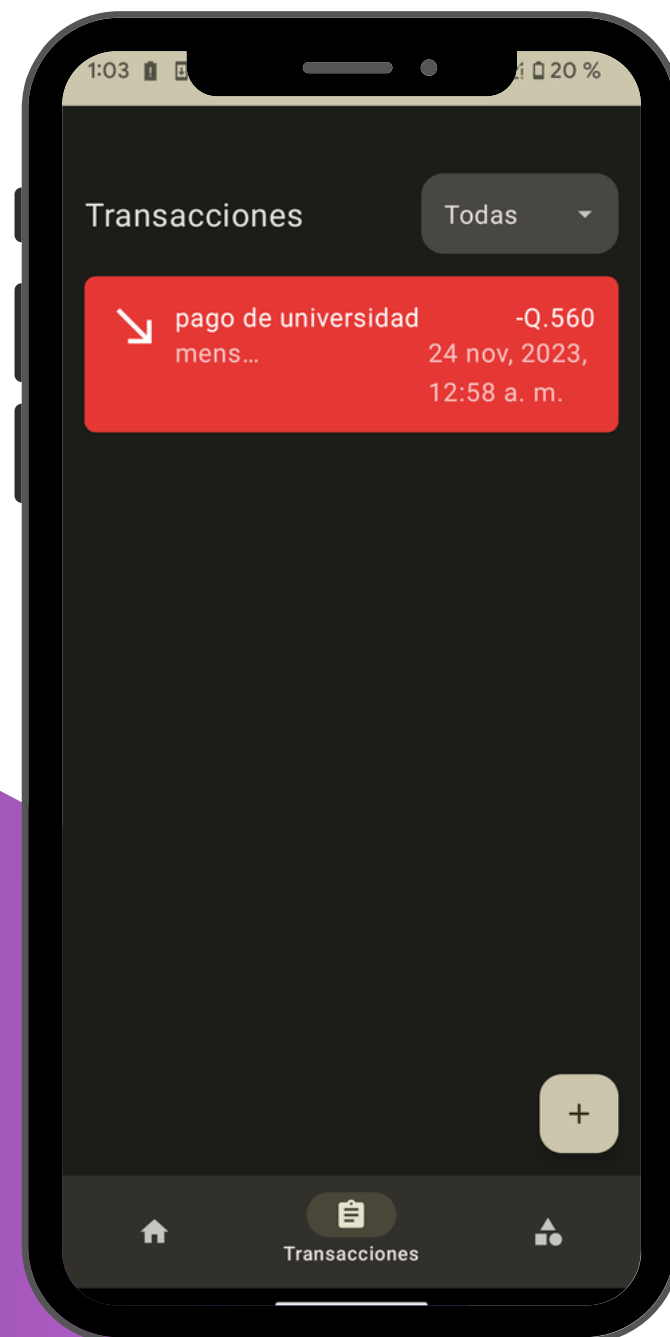 1:03 20 %
Transacciones Todas
pago de universidad -Q.560
mens… 24 nov, 2023,
12:58 a. m.
+
Transacciones